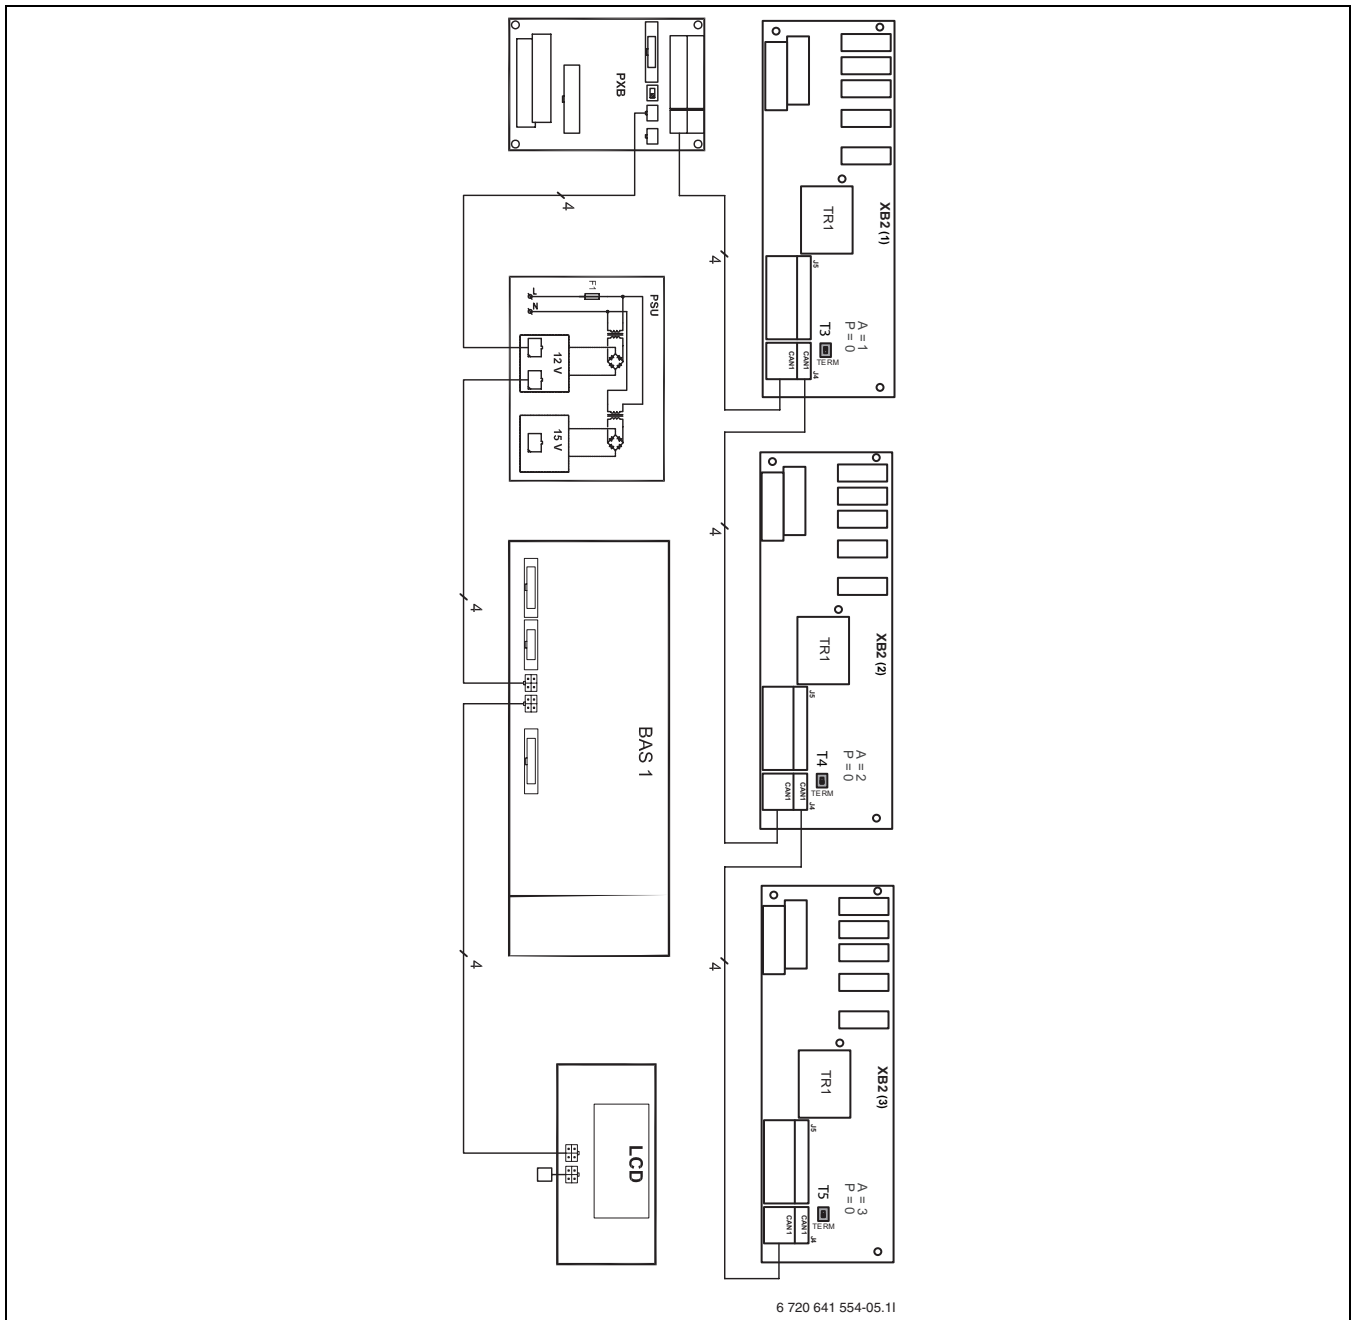 PXB
4
4
PSU
L
N
F1
12 V
15 V
4
BAS 1
4
LCD
XB2 (1)
TR1
J5
A = 1
P = 0
T3
TERM
CAN1
CAN1
J4
4
XB2 (2)
TR1
J5
A = 2
P = 0
T4
TERM
CAN1
CAN1
J4
4
XB2 (3)
TR1
J5
A = 3
P = 0
T5
TERM
CAN1
CAN1
J4
6 720 641 554-05.1I